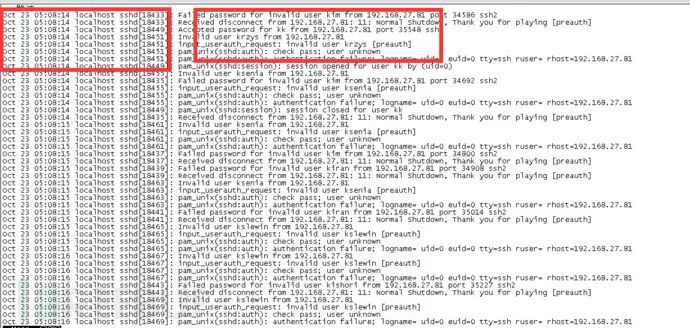 Oct 23 05:08:14 localhost sshd[18433]: Failed password for invalid user kim from 192.168.27.81 port 34586 ssh2
Oct 23 05:08:14 localhost sshd[18433]: Received disconnect from 192.168.27.81: 11: Normal Shutdown, Thank you for playing [preauth]
Oct 23 05:08:14 localhost sshd[18449]: Accepted password for kk from 192.168.27.81 port 35548 ssh
Oct 23 05:08:14 localhost sshd[18451]: Invalid user krzys from 192.168.27.81
Oct 23 05:08:14 localhost sshd[18451]: input_userauth_request: invalid user krzys [preauth]
Oct 23 05:08:14 localhost sshd[18451]: pam_unix(sshd:auth): check pass; user unknown
Oct 23 05:08:14 localhost sshd[18451]: pam_unix(sshd:auth): authentication failure; logname= uid=0 euid=0 tty=ssh ruser= rhost=192.168.27.81
Oct 23 05:08:14 localhost sshd[18449]: pam_unix(sshd:session): session opened for user kk by (uid=0)
Oct 23 05:08:15 localhost sshd[18455]: Invalid user ksenia from 192.168.27.81
Oct 23 05:08:15 localhost sshd[18435]: Failed password for invalid user kim from 192.168.27.81 port 34692 ssh2
Oct 23 05:08:15 localhost sshd[18455]: input_userauth_request: invalid user ksenia [preauth]
Oct 23 05:08:15 localhost sshd[18455]: pam_unix(sshd:auth): check pass; user unknown
Oct 23 05:08:15 localhost sshd[18455]: pam_unix(sshd:auth): authentication failure; logname= uid=0 euid=0 tty=ssh ruser= rhost=192.168.27.81
Oct 23 05:08:15 localhost sshd[18449]: pam_unix(sshd:session): session closed for user kk
Oct 23 05:08:15 localhost sshd[18435]: Received disconnect from 192.168.27.81: 11: Normal Shutdown, Thank you for playing [preauth]
Oct 23 05:08:15 localhost sshd[18461]: Invalid user ksenia from 192.168.27.81
Oct 23 05:08:15 localhost sshd[18461]: input_userauth_request: invalid user ksenia [preauth]
Oct 23 05:08:15 localhost sshd[18461]: pam_unix(sshd:auth): check pass; user unknown
Oct 23 05:08:15 localhost sshd[18461]: pam_unix(sshd:auth): authentication failure; logname= uid=0 euid=0 tty=ssh ruser= rhost=192.168.27.81
Oct 23 05:08:15 localhost sshd[18437]: Failed password for invalid user kim from 192.168.27.81 port 34800 ssh2
Oct 23 05:08:15 localhost sshd[18437]: Received disconnect from 192.168.27.81: 11: Normal Shutdown, Thank you for playing [preauth]
Oct 23 05:08:15 localhost sshd[18439]: Failed password for invalid user kiran from 192.168.27.81 port 34908 ssh2
Oct 23 05:08:15 localhost sshd[18439]: Received disconnect from 192.168.27.81: 11: Normal Shutdown, Thank you for playing [preauth]
Oct 23 05:08:15 localhost sshd[18463]: Invalid user ksenia from 192.168.27.81
Oct 23 05:08:15 localhost sshd[18463]: input_userauth_request: invalid user ksenia [preauth]
Oct 23 05:08:15 localhost sshd[18463]: pam_unix(sshd:auth): check pass; user unknown
Oct 23 05:08:15 localhost sshd[18463]: pam_unix(sshd:auth): authentication failure; logname= uid=0 euid=0 tty=ssh ruser= rhost=192.168.27.81
Oct 23 05:08:15 localhost sshd[18441]: Failed password for invalid user kiran from 192.168.27.81 port 35014 ssh2
Oct 23 05:08:15 localhost sshd[18441]: Received disconnect from 192.168.27.81: 11: Normal Shutdown, Thank you for playing [preauth]
Oct 23 05:08:15 localhost sshd[18465]: Invalid user kslewin from 192.168.27.81
Oct 23 05:08:15 localhost sshd[18465]: input_userauth_request: invalid user kslewin [preauth]
Oct 23 05:08:15 localhost sshd[18465]: pam_unix(sshd:auth): check pass; user unknown
Oct 23 05:08:15 localhost sshd[18465]: pam_unix(sshd:auth): authentication failure; logname= uid=0 euid=0 tty=ssh ruser= rhost=192.168.27.81
Oct 23 05:08:16 localhost sshd[18467]: Invalid user kslewin from 192.168.27.81
Oct 23 05:08:16 localhost sshd[18467]: input_userauth_request: invalid user kslewin [preauth]
Oct 23 05:08:16 localhost sshd[18467]: pam_unix(sshd:auth): check pass; user unknown
Oct 23 05:08:16 localhost sshd[18467]: pam_unix(sshd:auth): authentication failure; logname= uid=0 euid=0 tty=ssh ruser= rhost=192.168.27.81
Oct 23 05:08:16 localhost sshd[18443]: Failed password for invalid user kishori from 192.168.27.81 port 35227 ssh2
Oct 23 05:08:16 localhost sshd[18443]: Received disconnect from 192.168.27.81: 11: Normal Shutdown, Thank you for playing [preauth]
Oct 23 05:08:16 localhost sshd[18469]: Invalid user kslewin from 192.168.27.81
Oct 23 05:08:16 localhost sshd[18469]: input_userauth_request: invalid user kslewin [preauth]
Oct 23 05:08:16 localhost sshd[18469]: pam_unix(sshd:auth): check pass; user unknown
Oct 23 05:08:16 localhost sshd[18469]: pam_unix(sshd:auth): authentication failure; logname= uid=0 euid=0 tty=ssh ruser= rhost=192.168.27.81